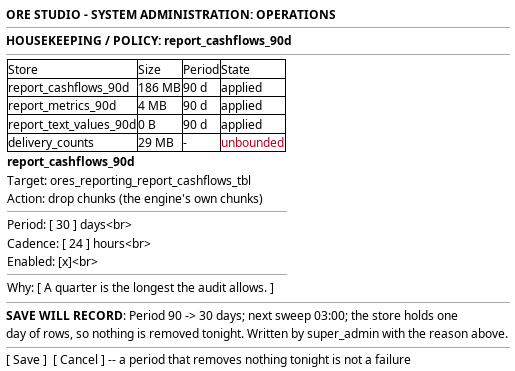 ORE STUDIO - SYSTEM ADMINISTRATION: OPERATIONS
HOUSEKEEPING / POLICY: report_cashflows_90d
Store Size Period State
report_cashflows_90d 186 MB 90 d applied
report_metrics_90d 4 MB 90 d applied
report_text_values_90d 0 B 90 d applied
delivery_counts 29 MB - unbounded
report_cashflows_90d
Target: ores_reporting_report_cashflows_tbl
Action: drop chunks (the engine's own chunks)
Period: [ 30 ] days<br>
Cadence: [ 24 ] hours<br>
Enabled: [x]<br>
Why: [ A quarter is the longest the audit allows. ]
SAVE WILL RECORD: Period 90 -> 30 days; next sweep 03:00; the store holds one
day of rows, so nothing is removed tonight. Written by super_admin with the reason above.
[ Save ]  [ Cancel ] -- a period that removes nothing tonight is not a failure